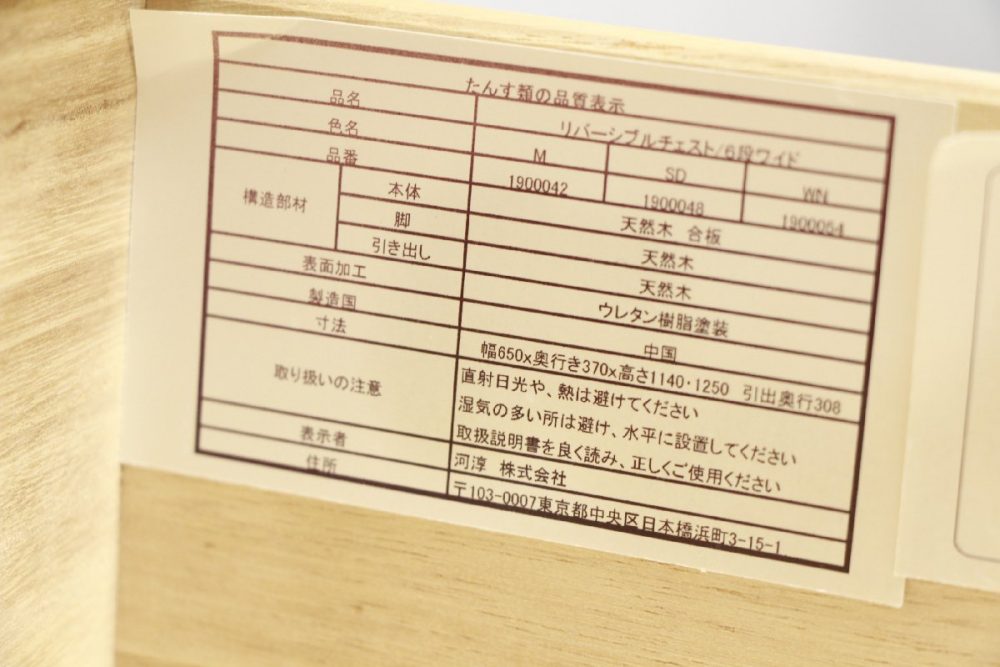 たんす類の品質表示
品名 リバーシブルチェスト/6段ワイド
色名 M SD WN
品番 1900042 1900048 1900054
構造部材 本体 天然木 合板
脚 天然木
引き出し 天然木
表面加工 ウレタン樹脂塗装
製造国 中国
寸法 幅650x奥行き370x高さ1140・1250 引出奥行308
取り扱いの注意 直射日光や、熱は避けてください
湿気の多い所は避け、水平に設置してください
取扱説明書を良く読み、正しくご使用ください
表示者 河淳 株式会社
住所 〒103-0007東京都中央区日本橋浜町3-15-1